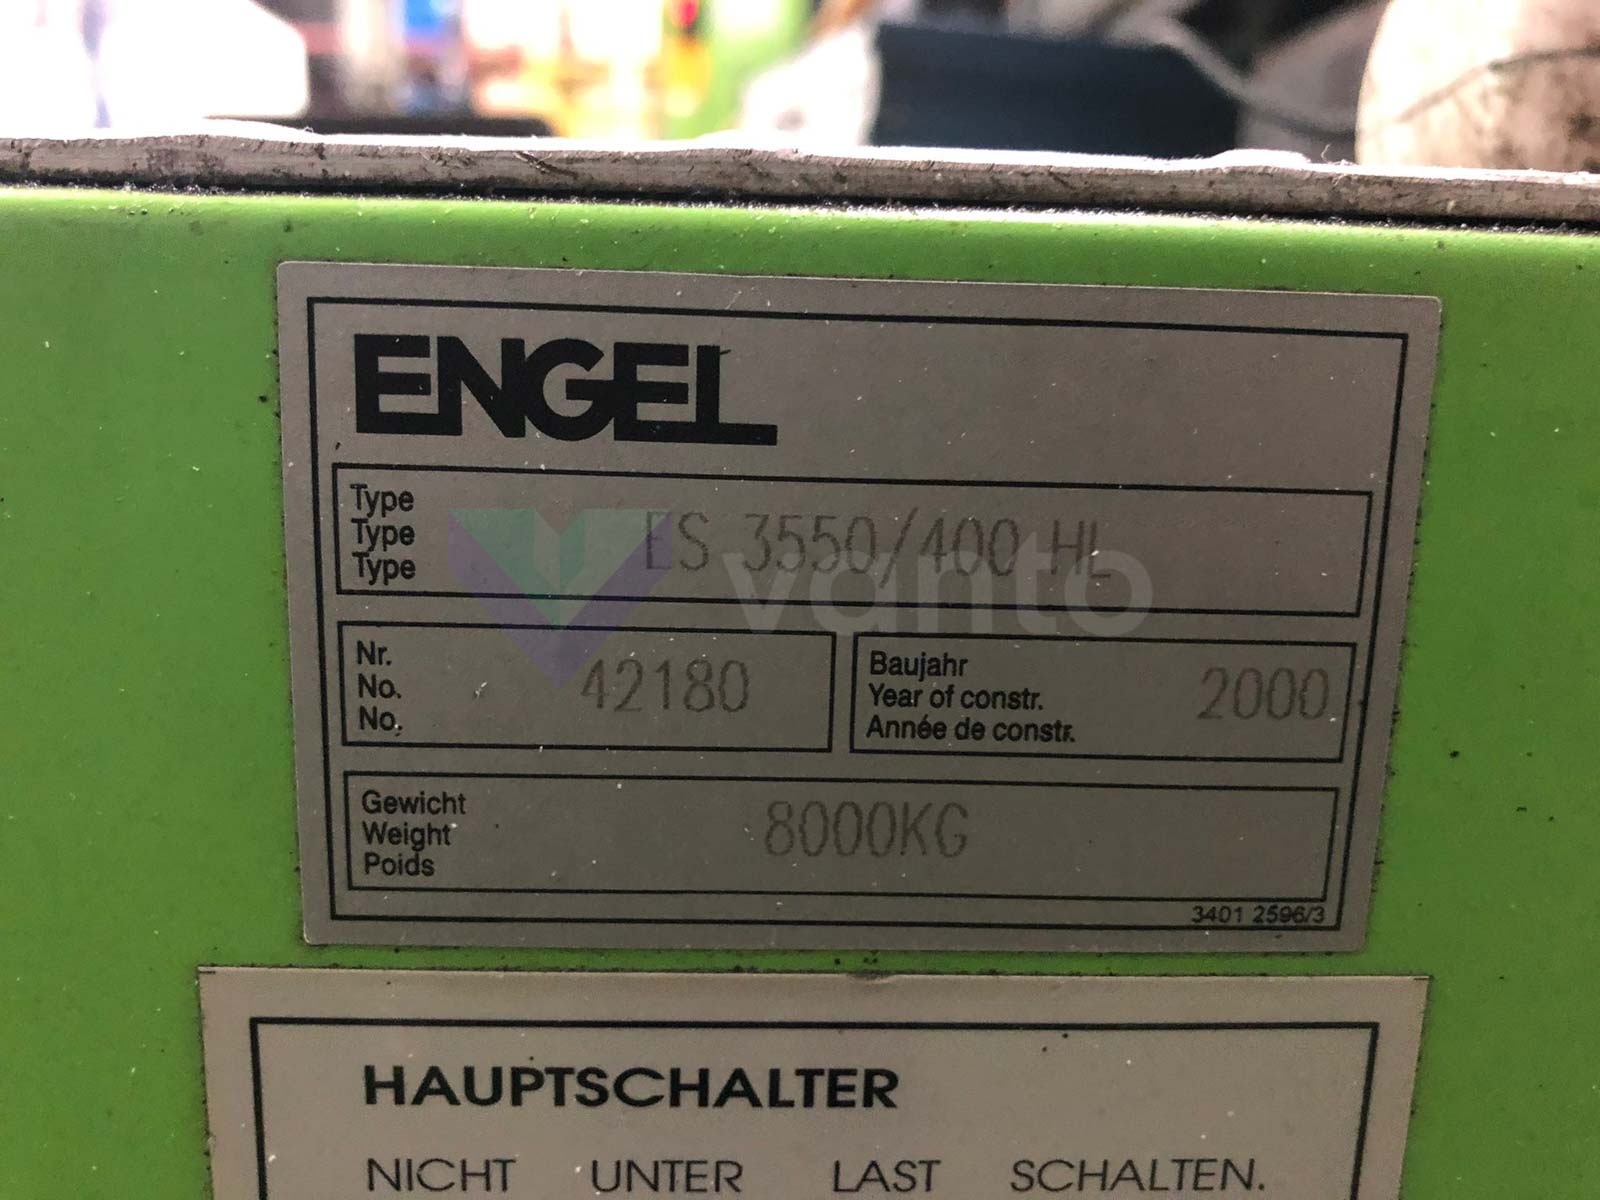 ENGEL
Type
Type
Type
ES 3550/400 HL
vanto
Nr.
No.
No.
42180
Baujahr
Year of constr.
Année de constr.
2000
Gewicht
Weight
Poids
8000KG
3401 2596/3
HAUPTSCHALTER
NICHT UNTER LAST SCHALTEN.